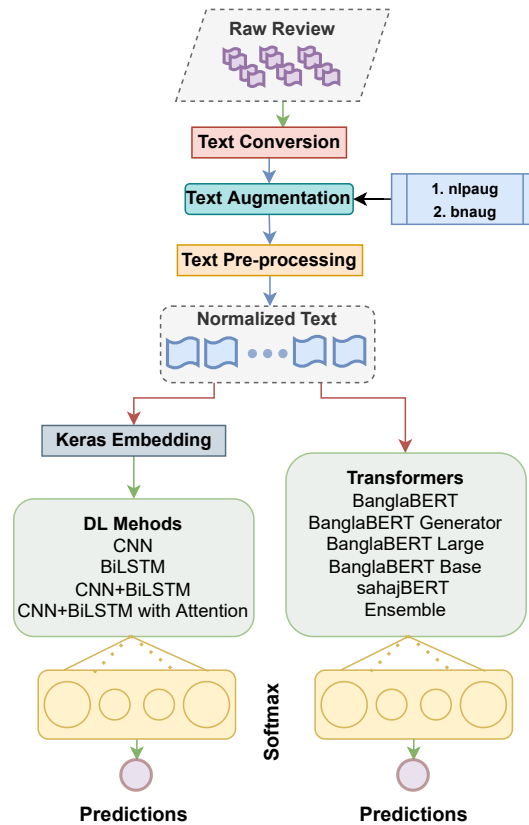 Raw Review
Text Conversion
Text Augmentation
1. nlpaug
2. bnaug
Text Pre-processing
Normalized Text
Keras Embedding
DL Mehods
CNN
BiLSTM
CNN+BiLSTM
CNN+BiLSTM with Attention
Transformers
BanglaBERT
BanglaBERT Generator
BanglaBERT Large
BanglaBERT Base
sahajBERT
Ensemble
Softmax
Predictions
Predictions